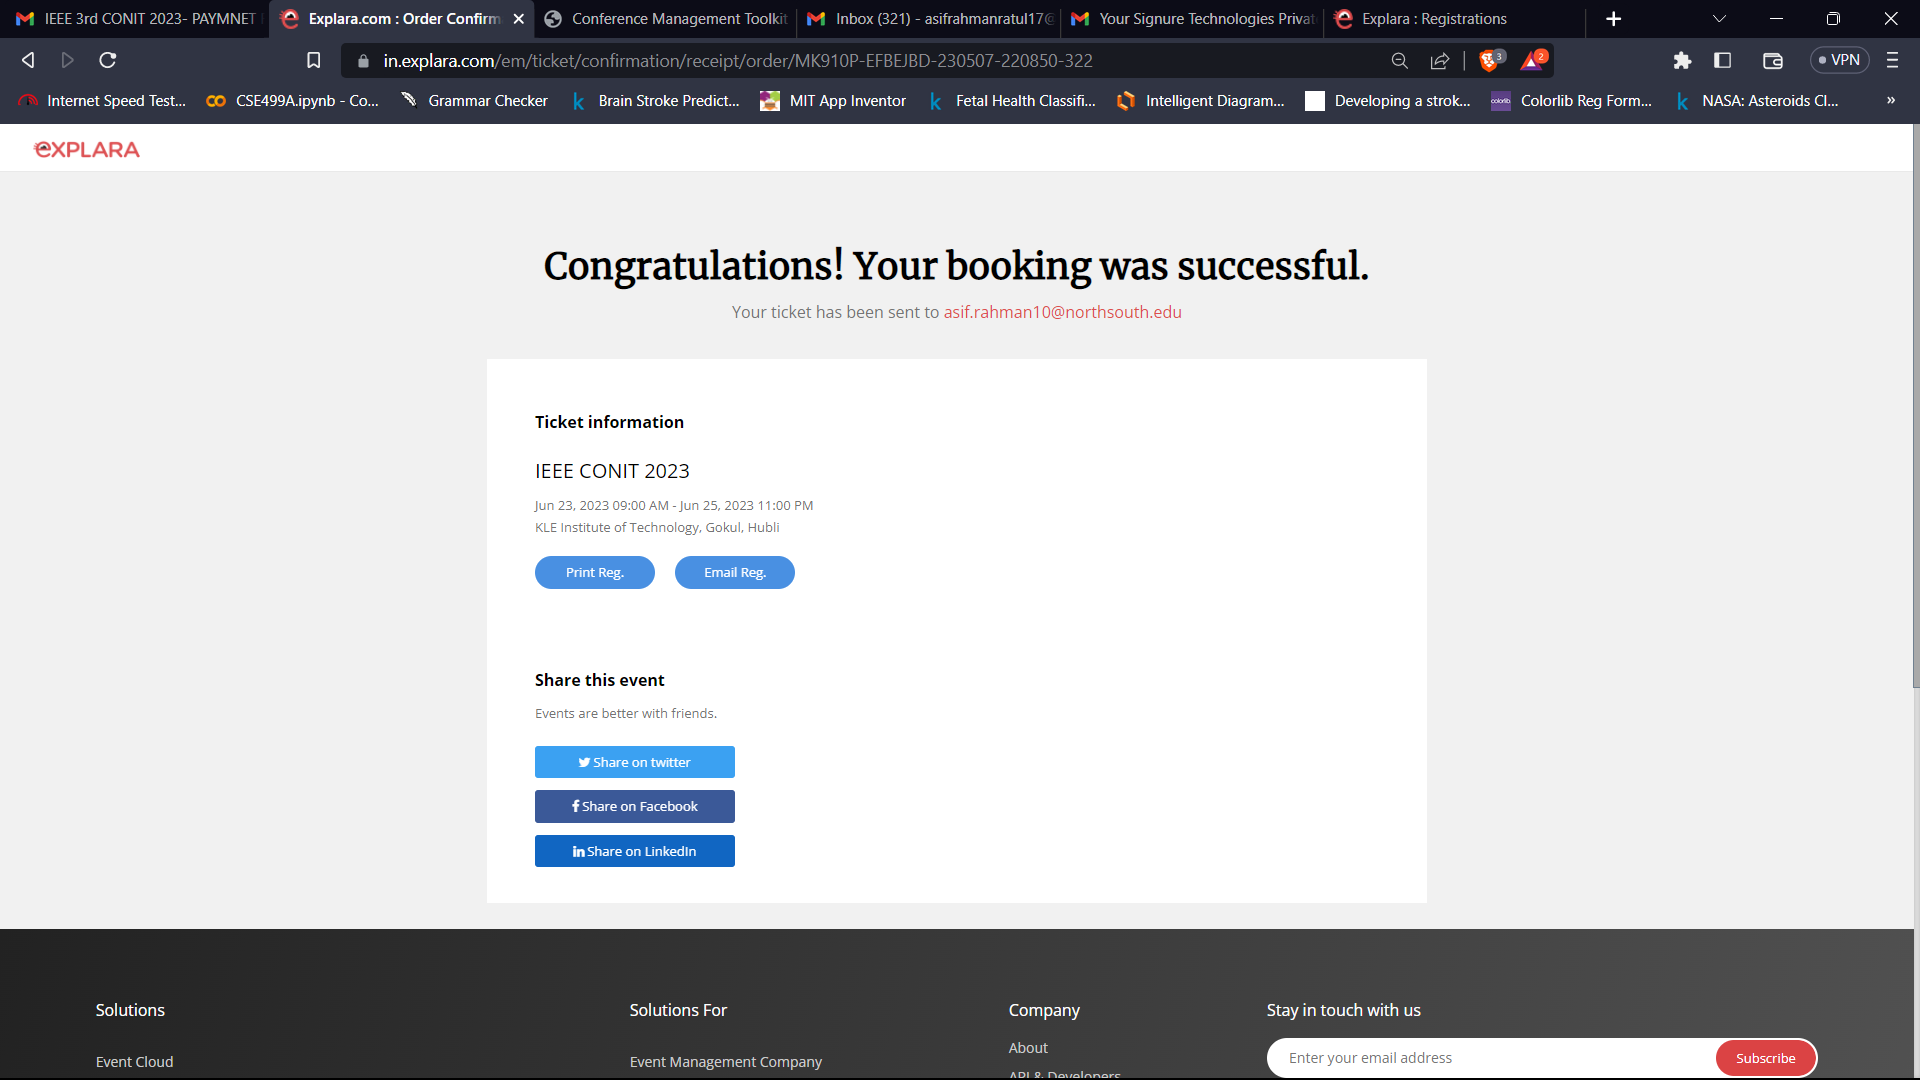 IEEE 3rd CONIT 2023- PAYMNET
Explara.com : Order Confirm
Conference Management Toolkit
Inbox (321) - asifrahmanratul17@
Your Signure Technologies Privat
Explara : Registrations
in.explara.com/em/ticket/confirmation/receipt/order/MK910P-EFBEJBD-230507-220850-322
3
2
VPN
Internet Speed Test...
CSE499A.ipynb - Co...
Grammar Checker
Brain Stroke Predict...
MIT App Inventor
Fetal Health Classifi...
Intelligent Diagram...
Developing a strok...
colorlib
Colorlib Reg Form...
NASA: Asteroids Cl...
»
eXPLARA
Congratulations! Your booking was successful.
Your ticket has been sent to asif.rahman10@northsouth.edu
Ticket information
IEEE CONIT 2023
Jun 23, 2023 09:00 AM - Jun 25, 2023 11:00 PM
KLE Institute of Technology, Gokul, Hubli
Print Reg.
Email Reg.
Share this event
Events are better with friends.
Share on twitter
Share on Facebook
Share on LinkedIn
Solutions
Solutions For
Company
Stay in touch with us
About
Event Cloud
Event Management Company
Enter your email address
Subscribe
API & Developers